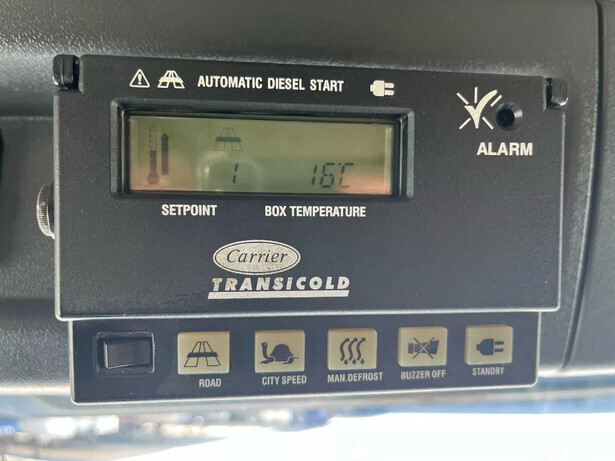 AUTOMATIC DIESEL START
ALARM
1 16°C
SETPOINT BOX TEMPERATURE
Carrier
TRANSICOLD
ROAD CITY SPEED MAN.DEFROST BUZZER OFF STANDBY